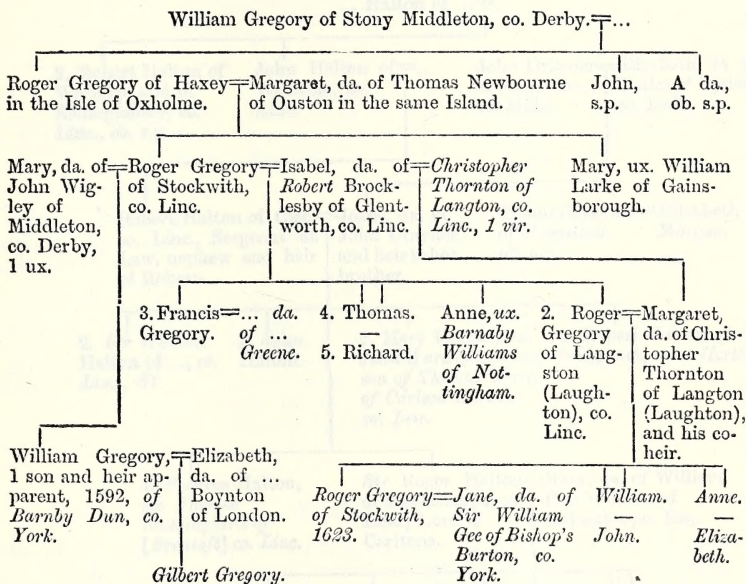 William Gregory of Stony Middleton, co. Derby.=...
Roger Gregory of Haxey=Margaret, da. of Thomas Newbourne
in the Isle of Oxholme. of Ouston in the same Island.
John,
s.p.
A da.,
ob. s.p.
Mary, da. of=
John Wig-
ley of
Middleton,
co. Derby,
1 ux.
Roger Gregory=
of Stockwith,
co. Linc.
Isabel, da. of=
Robert Brock-
lesby of Glent-
worth, co. Linc.
Christopher
Thornton of
Langton, co.
Linc., 1 vir.
Mary, ux. William
Larke of Gains-
borough.
3. Francis=
Gregory.
... da.
of ...
Greene.
4. Thomas.
—
5. Richard.
Anne, ux.
Barnaby
Williams
of Not-
tingham.
2. Roger=
Gregory
of Lang-
ston
(Laugh-
ton), co.
Linc.
Margaret,
da. of Chris-
topher
Thornton
of Langton
(Laughton),
and his co-
heir.
William Gregory,=
1 son and heir ap-
parent, 1592, of
Barnby Dun, co.
York.
Elizabeth,
da. of ...
Boynton
of London.
Gilbert Gregory.
Roger Gregory=
of Stockwith,
1623.
Jane, da. of
Sir William
Gee of Bishop's
Burton, co.
York.
William.
—
John.
Anne.
—
Eliza-
beth.